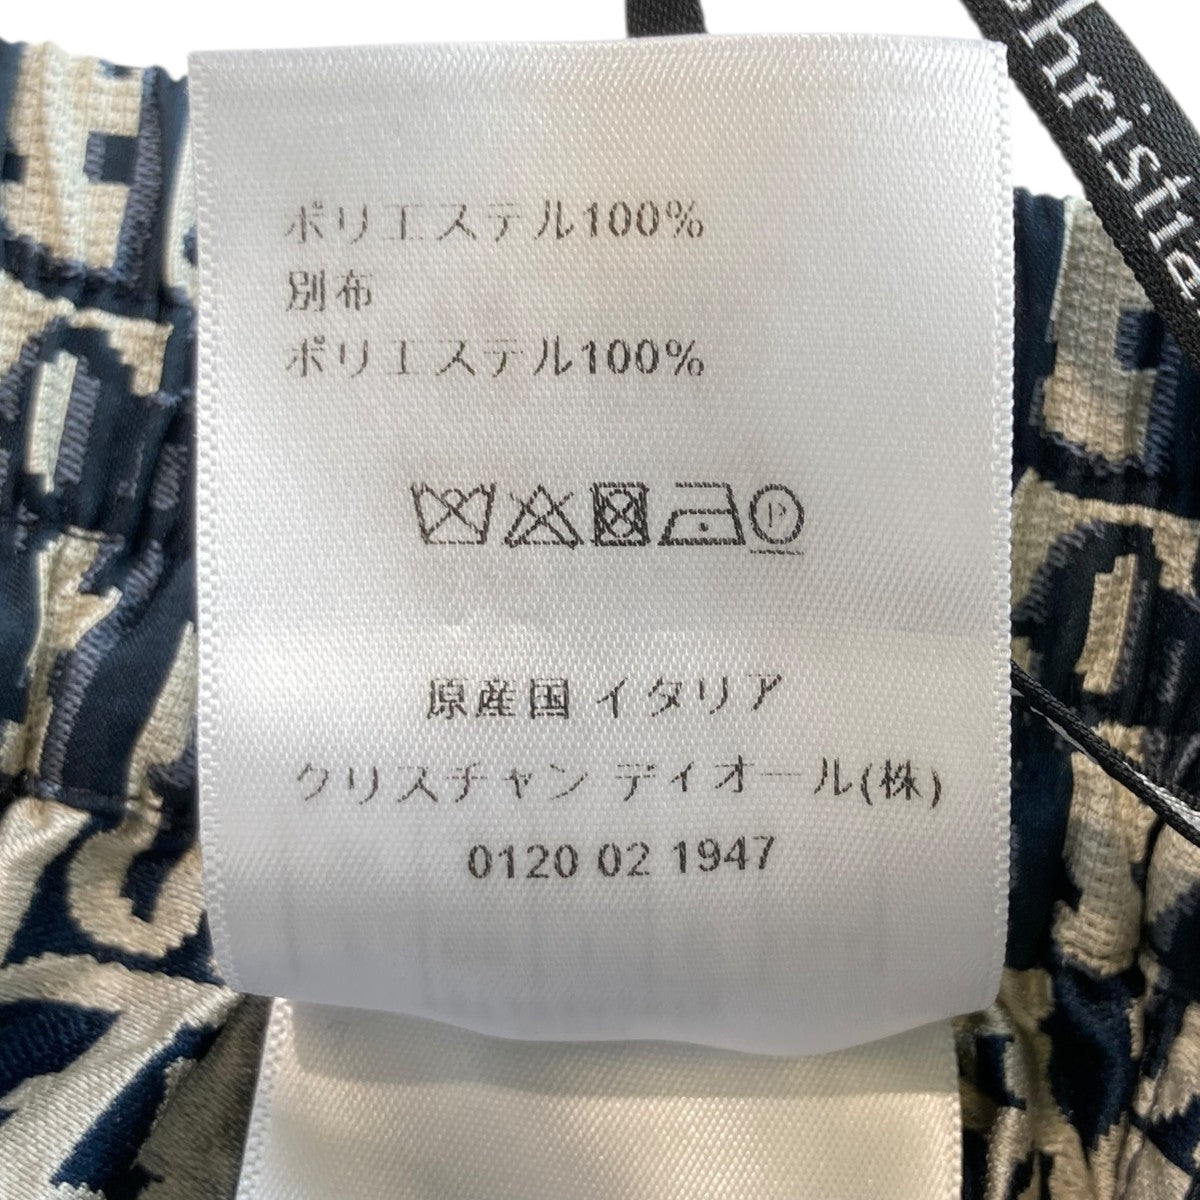 ポリエステル100%
別布
ポリエステル100%
P
原産国 イタリア
クリスチャン ディオール(株)
0120 02 1947
christia